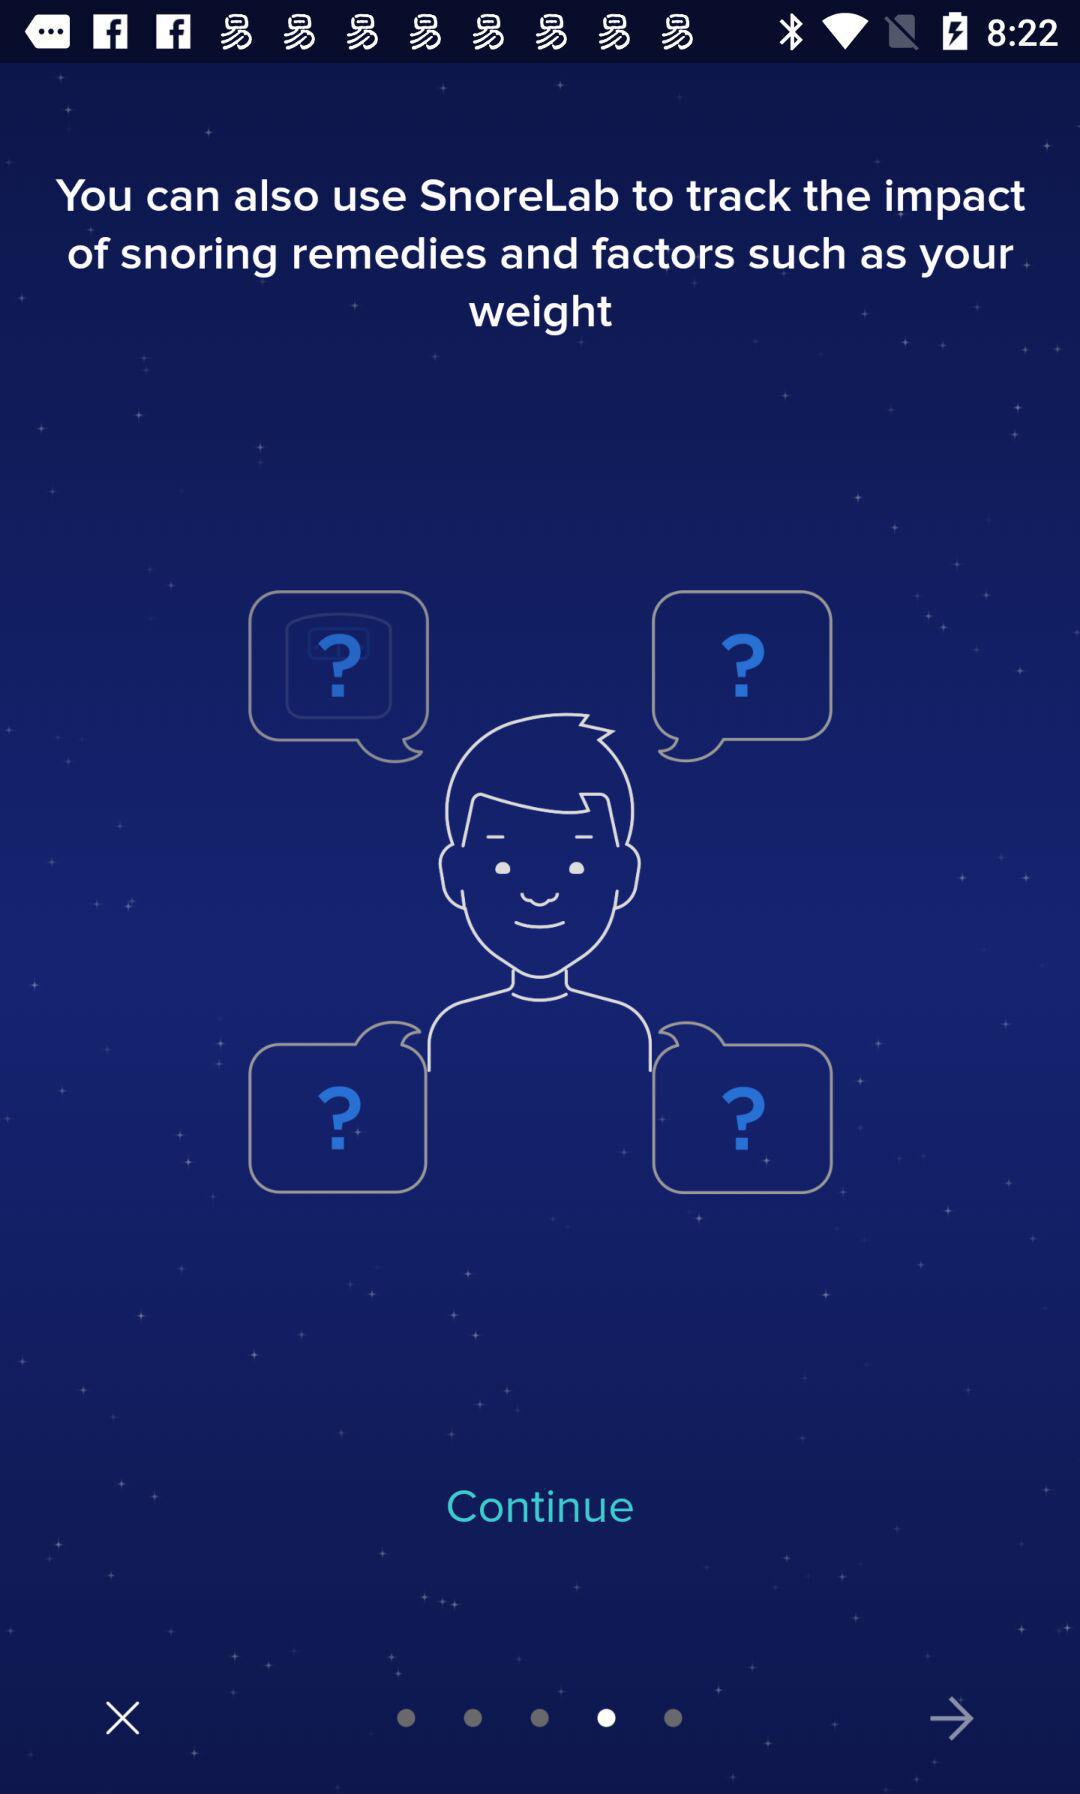 8:22
You can also use SnoreLab to track the impact
of snoring remedies and factors such as your
weight
?
?
?
?
Continue